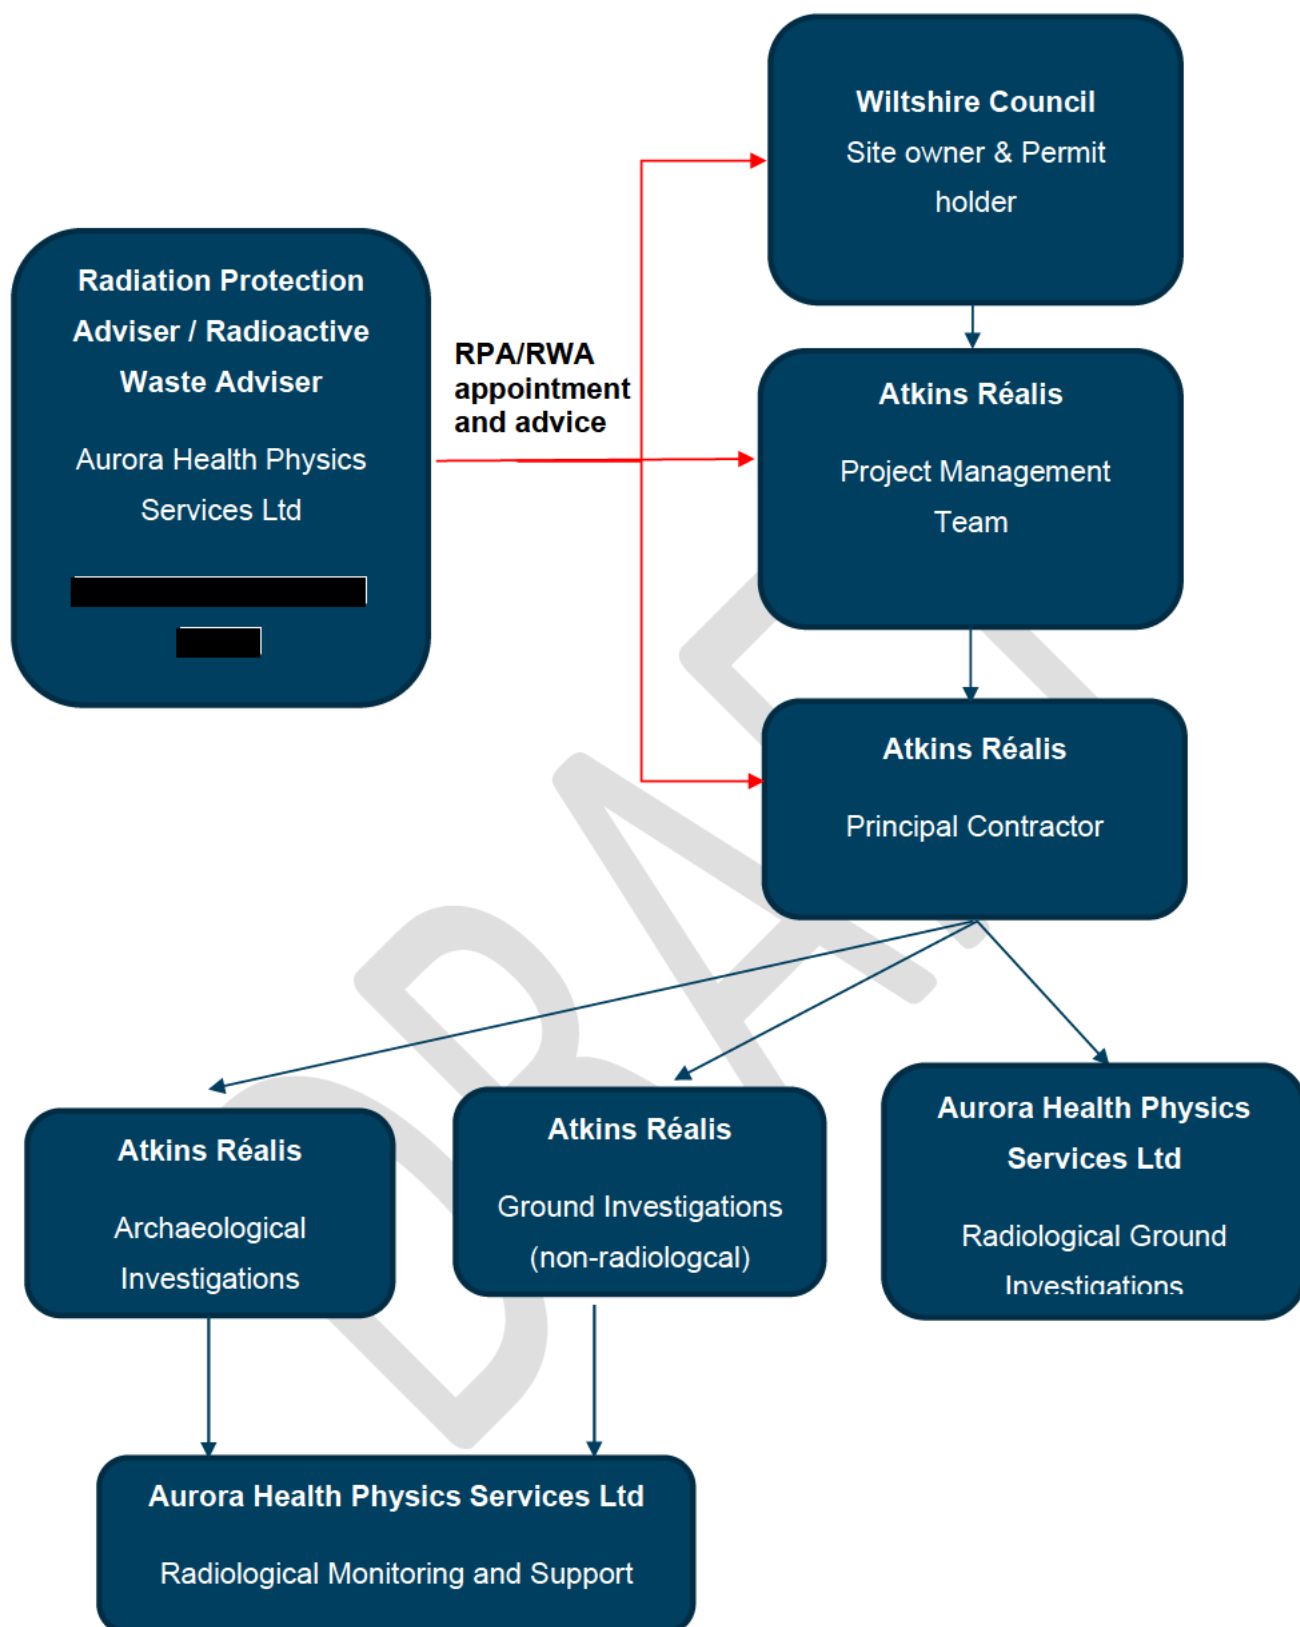 Wiltshire Council
Site owner & Permit
holder
Radiation Protection
Adviser / Radioactive
Waste Adviser
Aurora Health Physics
Services Ltd
RPA/RWA
appointment
and advice
Atkins Réalis
Project Management
Team
Atkins Réalis
Principal Contractor
Atkins Réalis
Archaeological
Investigations
Atkins Réalis
Ground Investigations
(non-radiologcal)
Aurora Health Physics
Services Ltd
Radiological Ground
Investigations
Aurora Health Physics Services Ltd
Radiological Monitoring and Support
DRAFT